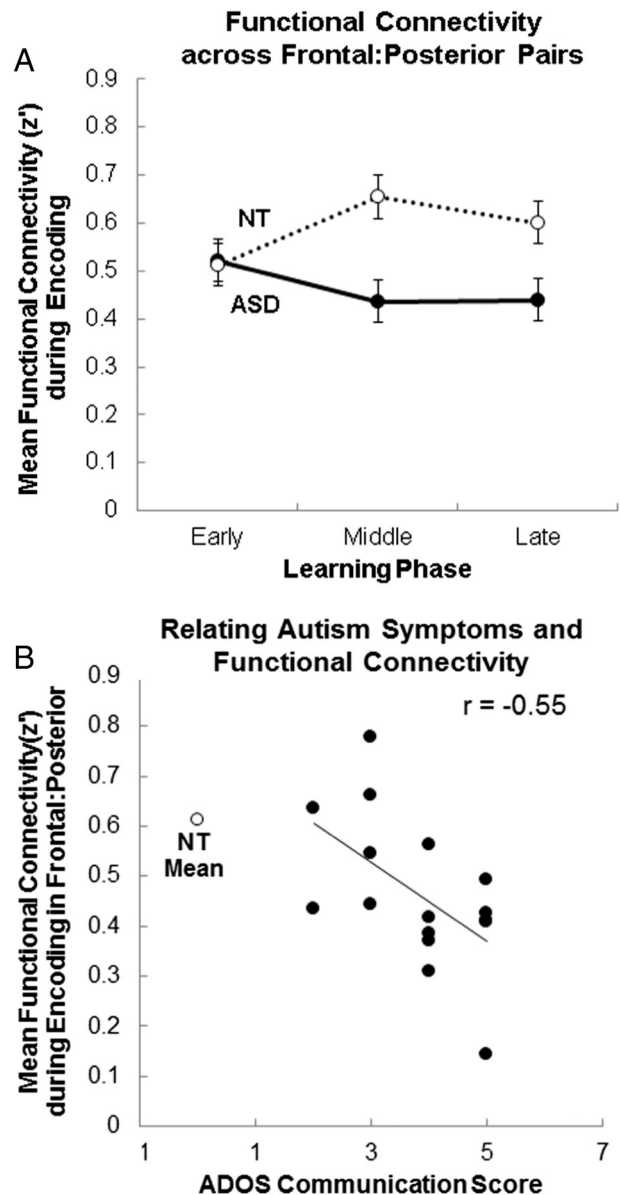 A
Functional Connectivity
across Frontal:Posterior Pairs
Mean Functional Connectivity (z')
during Encoding
0.9
0.8
0.7
0.6
0.5
0.4
0.3
0.2
0.1
0
NT
ASD
Early Middle Late
Learning Phase
B
Relating Autism Symptoms and
Functional Connectivity
Mean Functional Connectivity(z')
during Encoding in Frontal:Posterior
0.9
0.8
0.7
0.6
0.5
0.4
0.3
0.2
0.1
0
r = -0.55
NT
Mean
1 1 3 5 7
ADOS Communication Score